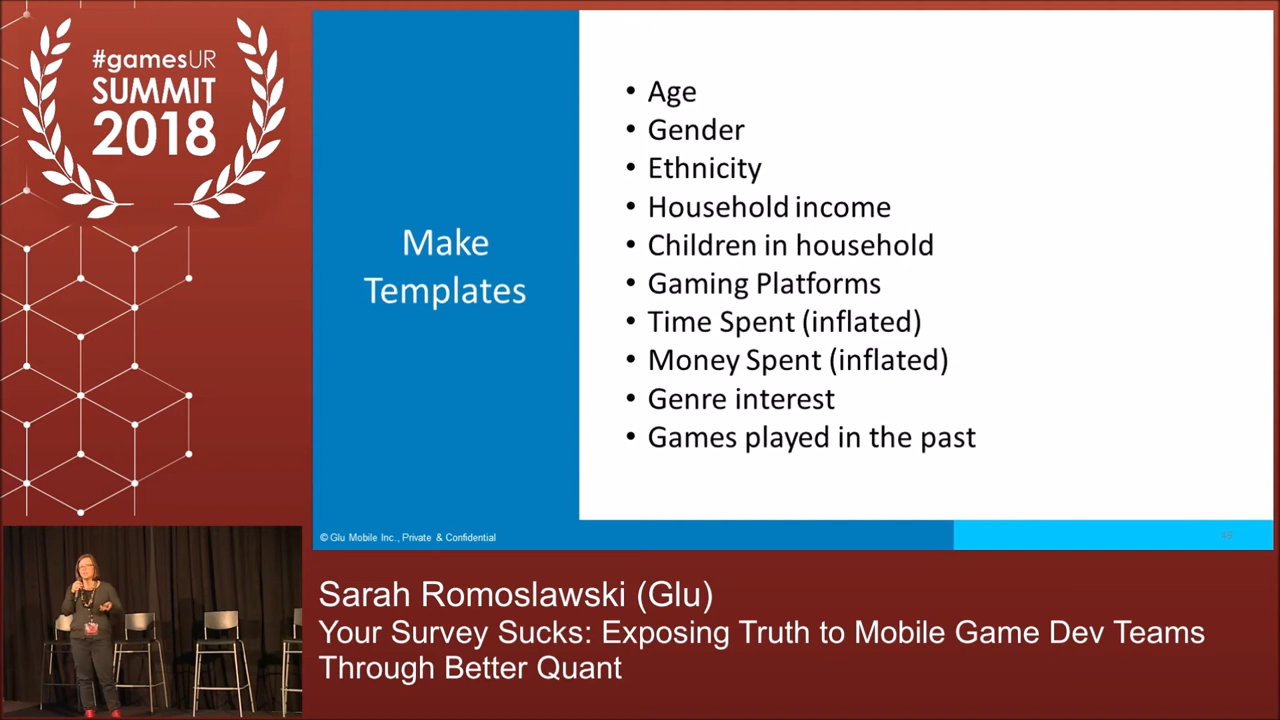 #gamesUR
SUMMIT
2018
Make
Templates
• Age
• Gender
• Ethnicity
• Household income
• Children in household
• Gaming Platforms
• Time Spent (inflated)
• Money Spent (inflated)
• Genre interest
• Games played in the past
© Glu Mobile Inc., Private & Confidential
Sarah Romoslawski (Glu)
Your Survey Sucks: Exposing Truth to Mobile Game Dev Teams
Through Better Quant